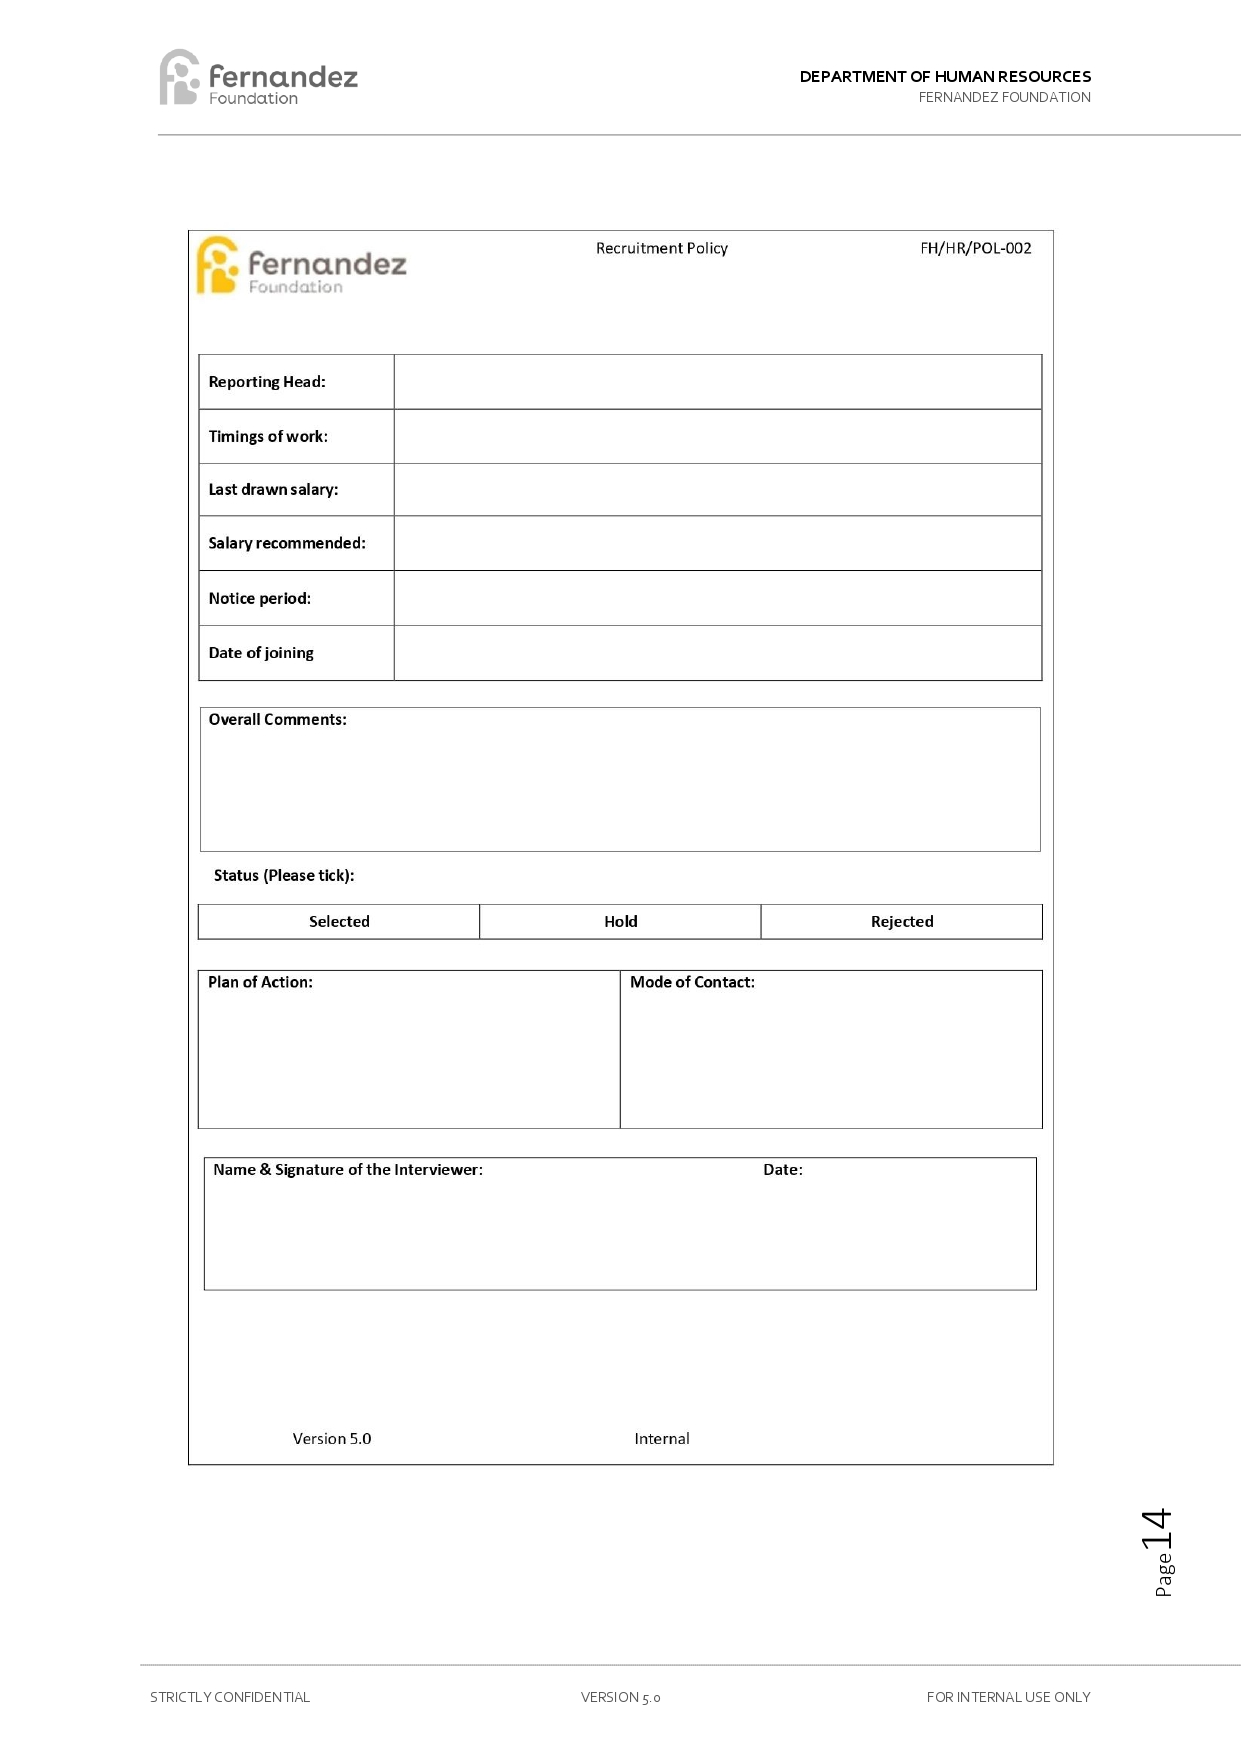 fernandez
Foundation
DEPARTMENT OF HUMAN RESOURCES
FERNANDEZ FOUNDATION
fernandez
Foundation
Recruitment Policy
FH/HR/POL-002
Reporting Head:
Timings of work:
Last drawn salary:
Salary recommended:
Notice period:
Date of joining
Overall Comments:
Status (Please tick):
Selected
Hold
Rejected
Plan of Action:
Mode of Contact:
Name & Signature of the Interviewer:
Date:
Version 5.0
Internal
Page14
STRICTLY CONFIDENTIAL
VERSION 5.0
FOR INTERNAL USE ONLY